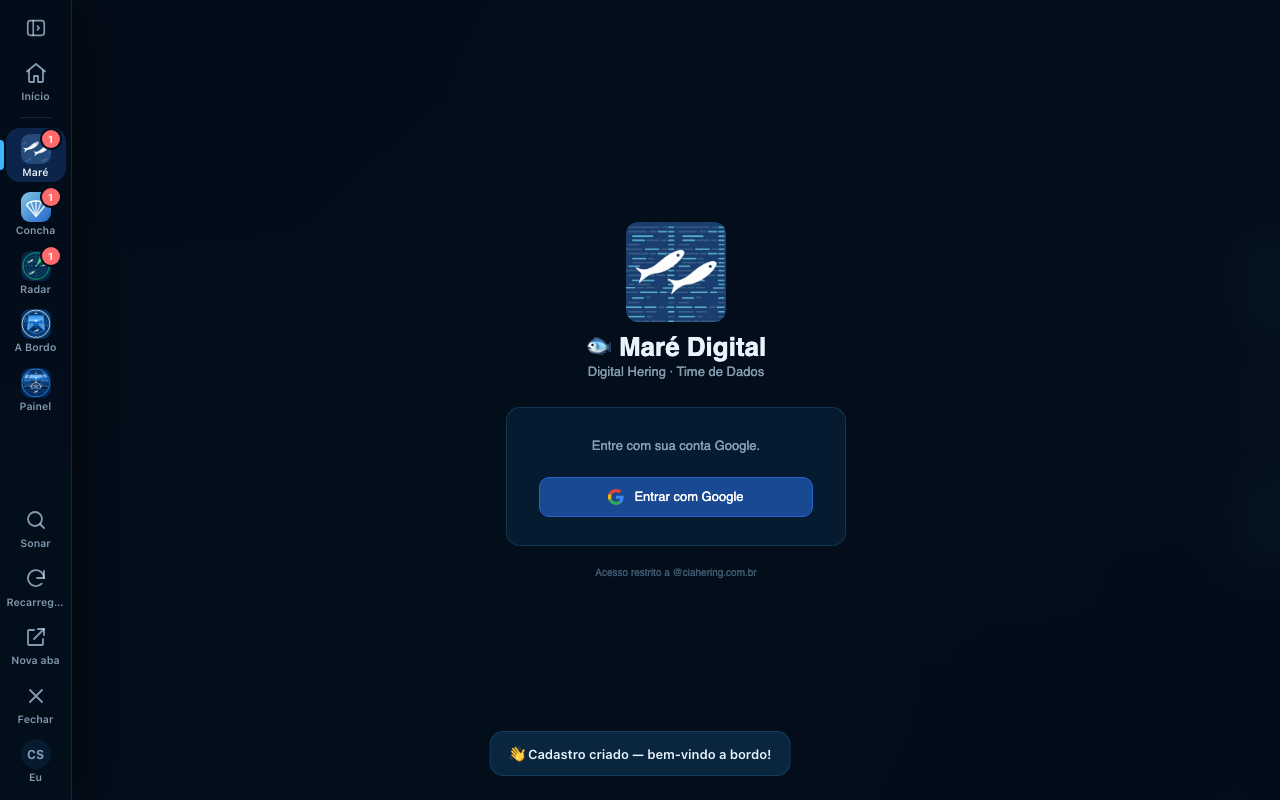 Início
1
Maré
1
Concha
1
Radar
A Bordo
Painel
Sonar
Recarreg...
Nova aba
Fechar
CS
Eu
Maré Digital
Digital Hering · Time de Dados
Entre com sua conta Google.
Entrar com Google
Acesso restrito a @ciahering.com.br
👋 Cadastro criado — bem-vindo a bordo!